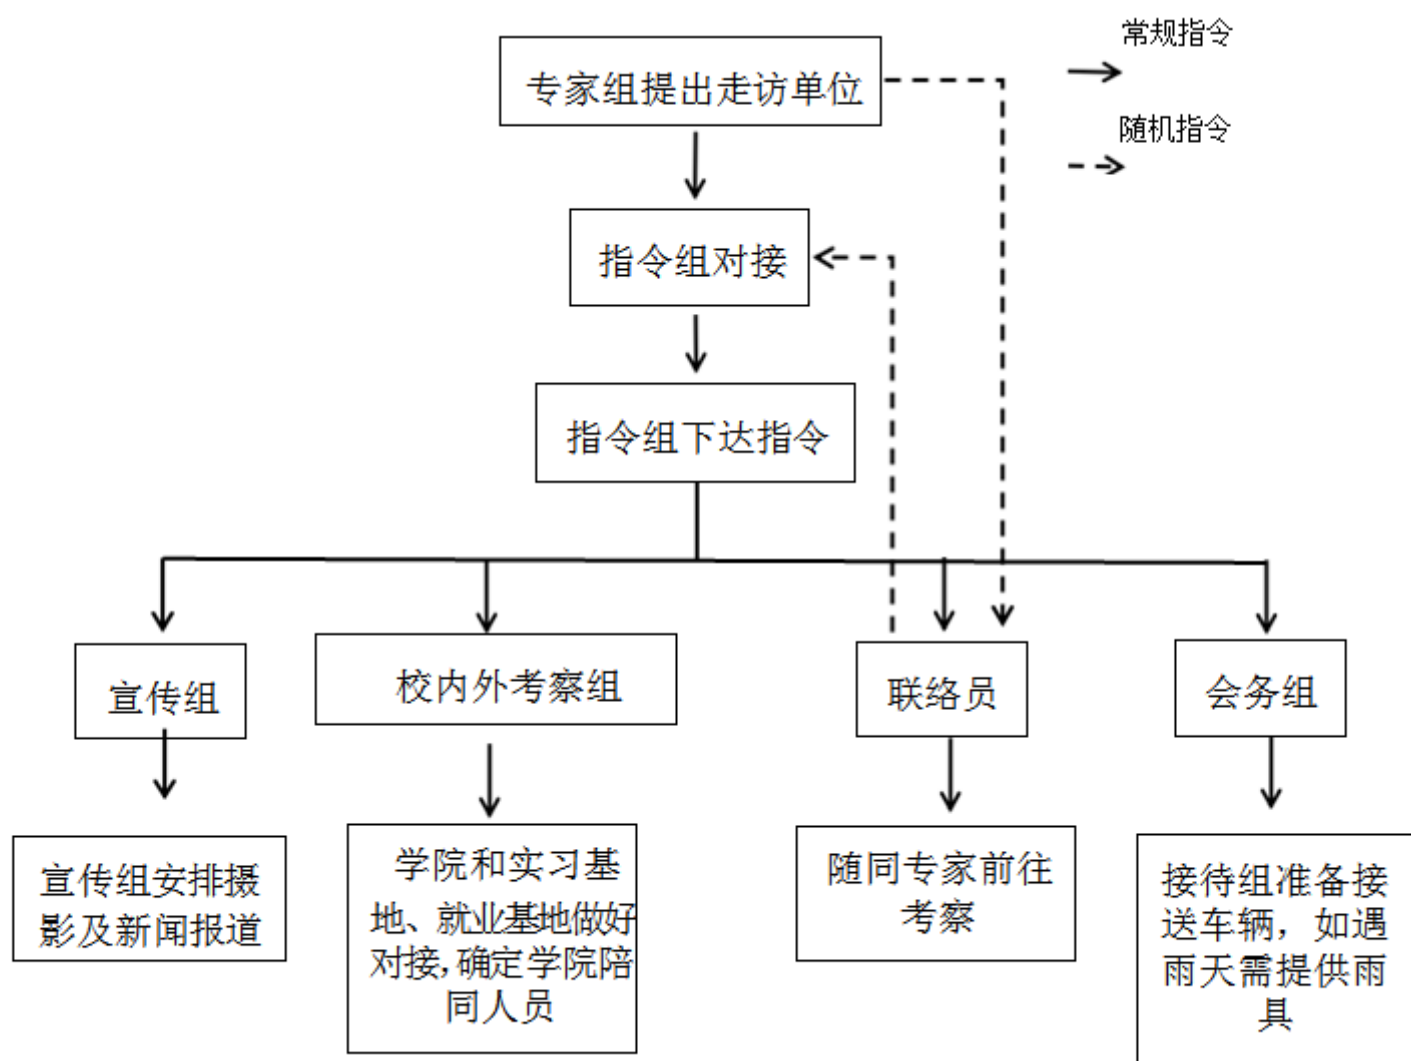 常规指令
专家组提出走访单位
随机指令
指令组对接
指令组下达指令
宣传组
校内外考察组
联络员
会务组
宣传组安排摄
影及新闻报道
学院和实习基
地、就业基地做好
对接,确定学院陪
同人员
随同专家前往
考察
接待组准备接
送车辆，如遇
雨天需提供雨
具